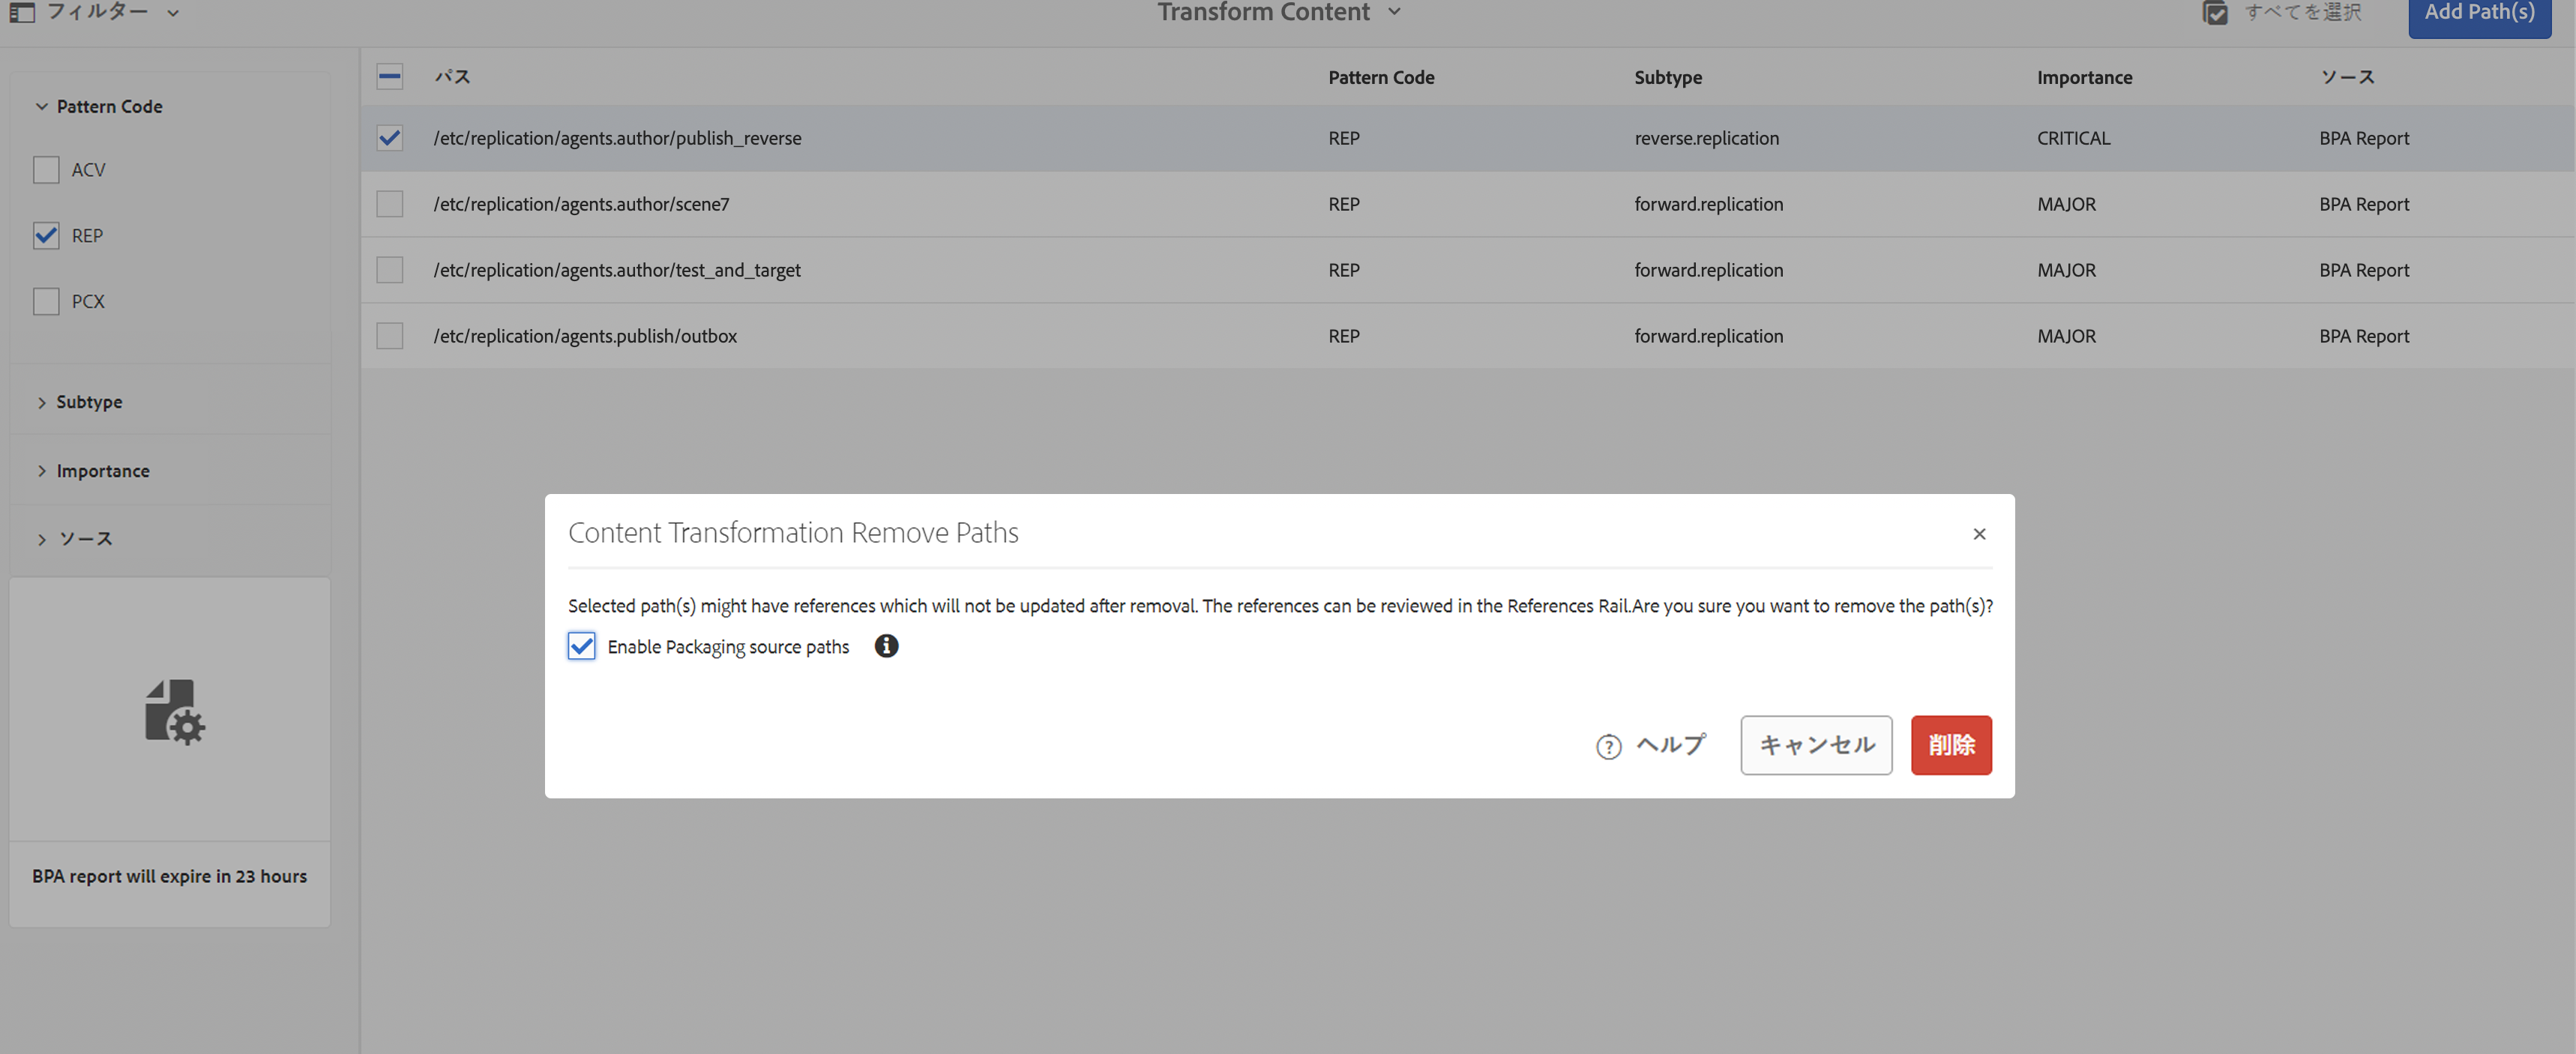 フィルター
Transform Content
すべてを選択
Add Path(s)
Pattern Code
ACV
REP
PCX
Subtype
Importance
ソース
BPA report will expire in 23 hours
パス Pattern Code Subtype Importance ソース
/etc/replication/agents.author/publish_reverse REP reverse.replication CRITICAL BPA Report
/etc/replication/agents.author/scene7 REP forward.replication MAJOR BPA Report
/etc/replication/agents.author/test_and_target REP forward.replication MAJOR BPA Report
/etc/replication/agents.publish/outbox REP forward.replication MAJOR BPA Report
Content Transformation Remove Paths
Selected path(s) might have references which will not be updated after removal. The references can be reviewed in the References Rail.Are you sure you want to remove the path(s)?
Enable Packaging source paths
ヘルプ
キャンセル
削除